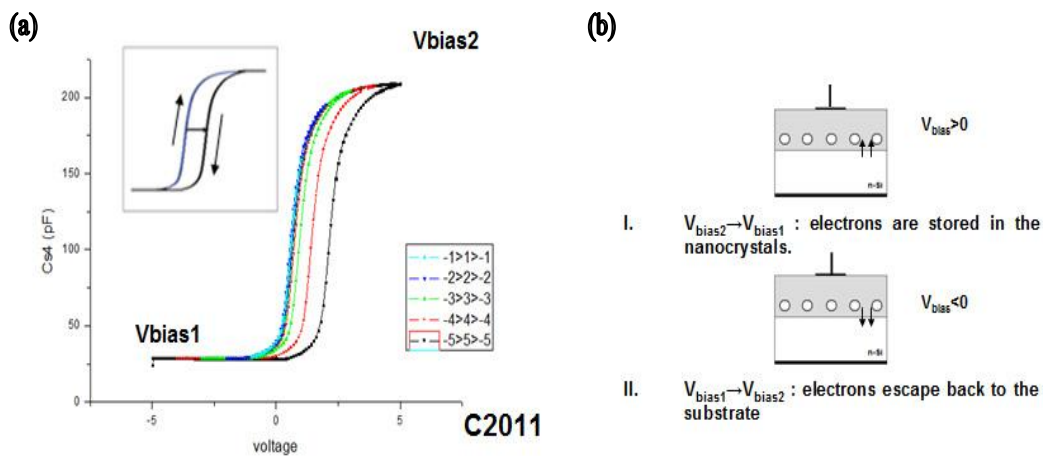 (a)
Vbias2
200
150
100
50
0
Cs4 (pF)
Vbias1
-1>1>-1
-2>2>-2
-3>3>-3
-4>4>-4
-5>5>-5
-5
0
5
voltage
C2011
(b)
Vbias>0
n-Si
I. Vbias2→Vbias1 : electrons are stored in the
nanocrystals.
Vbias<0
n-Si
II. Vbias1→Vbias2 : electrons escape back to the
substrate